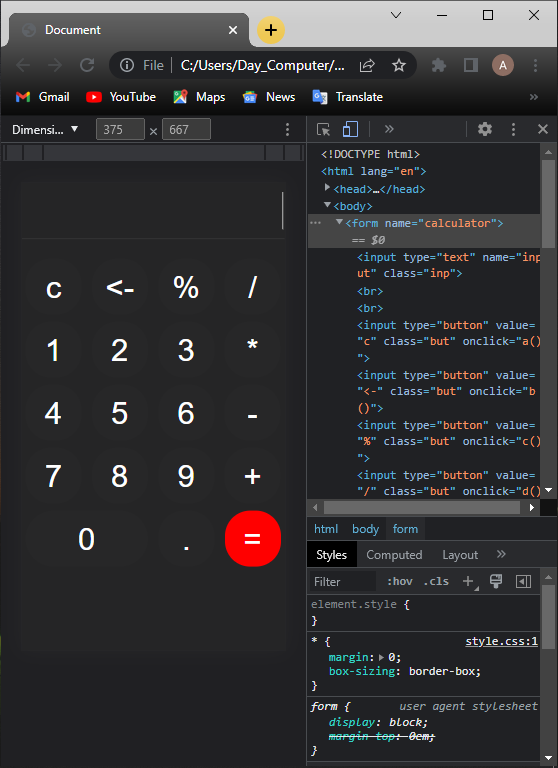 Document
File C:/Users/Day_Computer/...
A
Gmail YouTube Maps News Translate »
Dimensi... ▼ 375 × 667
c <- % /
1 2 3 *
4 5 6 -
7 8 9 +
0 . =
<!DOCTYPE html>
<html lang="en">
<head>…</head>
<body>
<form name="calculator">
== $0
<input type="text" name="inp
ut" class="inp">
<br>
<br>
<input type="button" value=
"c" class="but" onclick="a()
">
<input type="button" value=
"<-" class="but" onclick="b
()">
<input type="button" value=
"%" class="but" onclick="c()
">
<input type="button" value=
"/" class="but" onclick="d()
html body form
Styles Computed Layout »
Filter :hov .cls +
element.style {
}
* { style.css:1
margin: 0;
box-sizing: border-box;
}
form { user agent stylesheet
display: block;
margin-top: 0em;
}